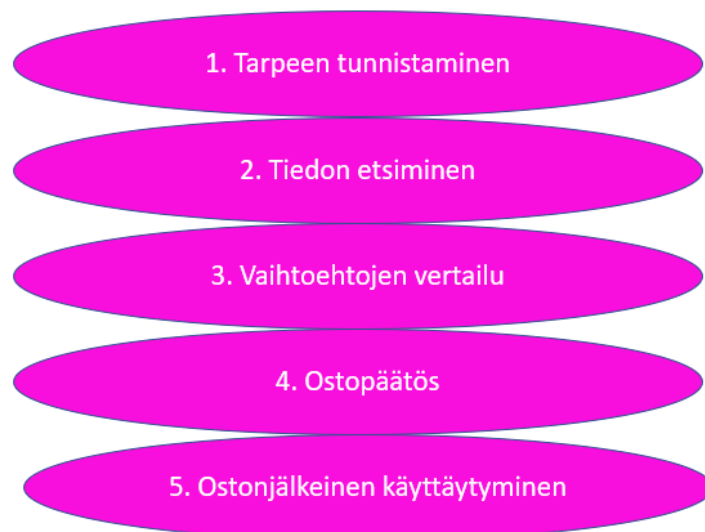 1. Tarpeen tunnistaminen
2. Tiedon etsiminen
3. Vaihtoehtojen vertailu
4. Ostopäätös
5. Ostonjälkeinen käyttäytyminen